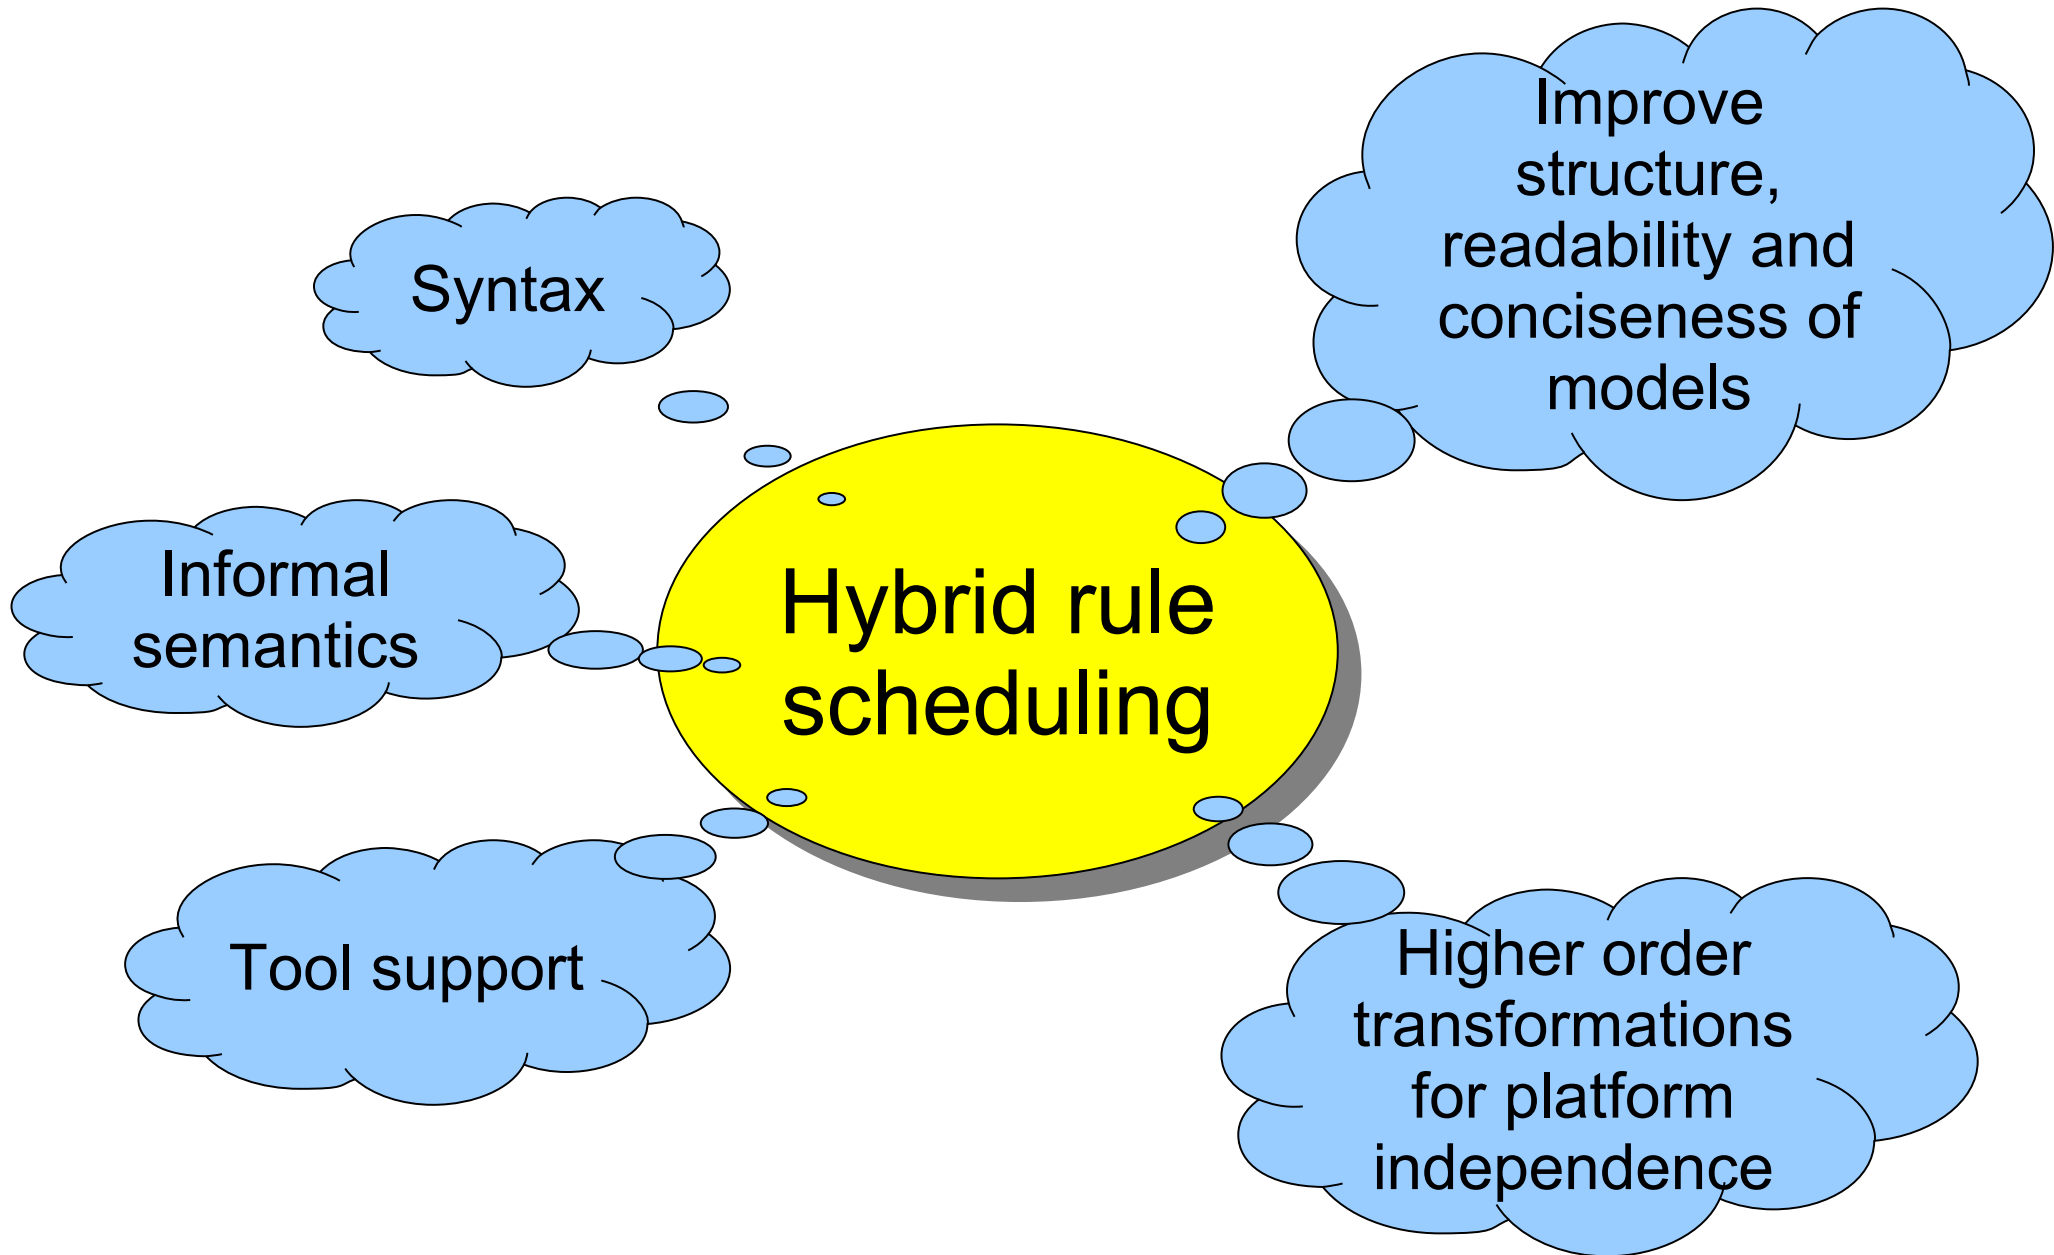 Syntax
Informal
semantics
Tool support
Hybrid rule
scheduling
Improve
structure,
readability and
conciseness of
models
Higher order
transformations
for platform
independence